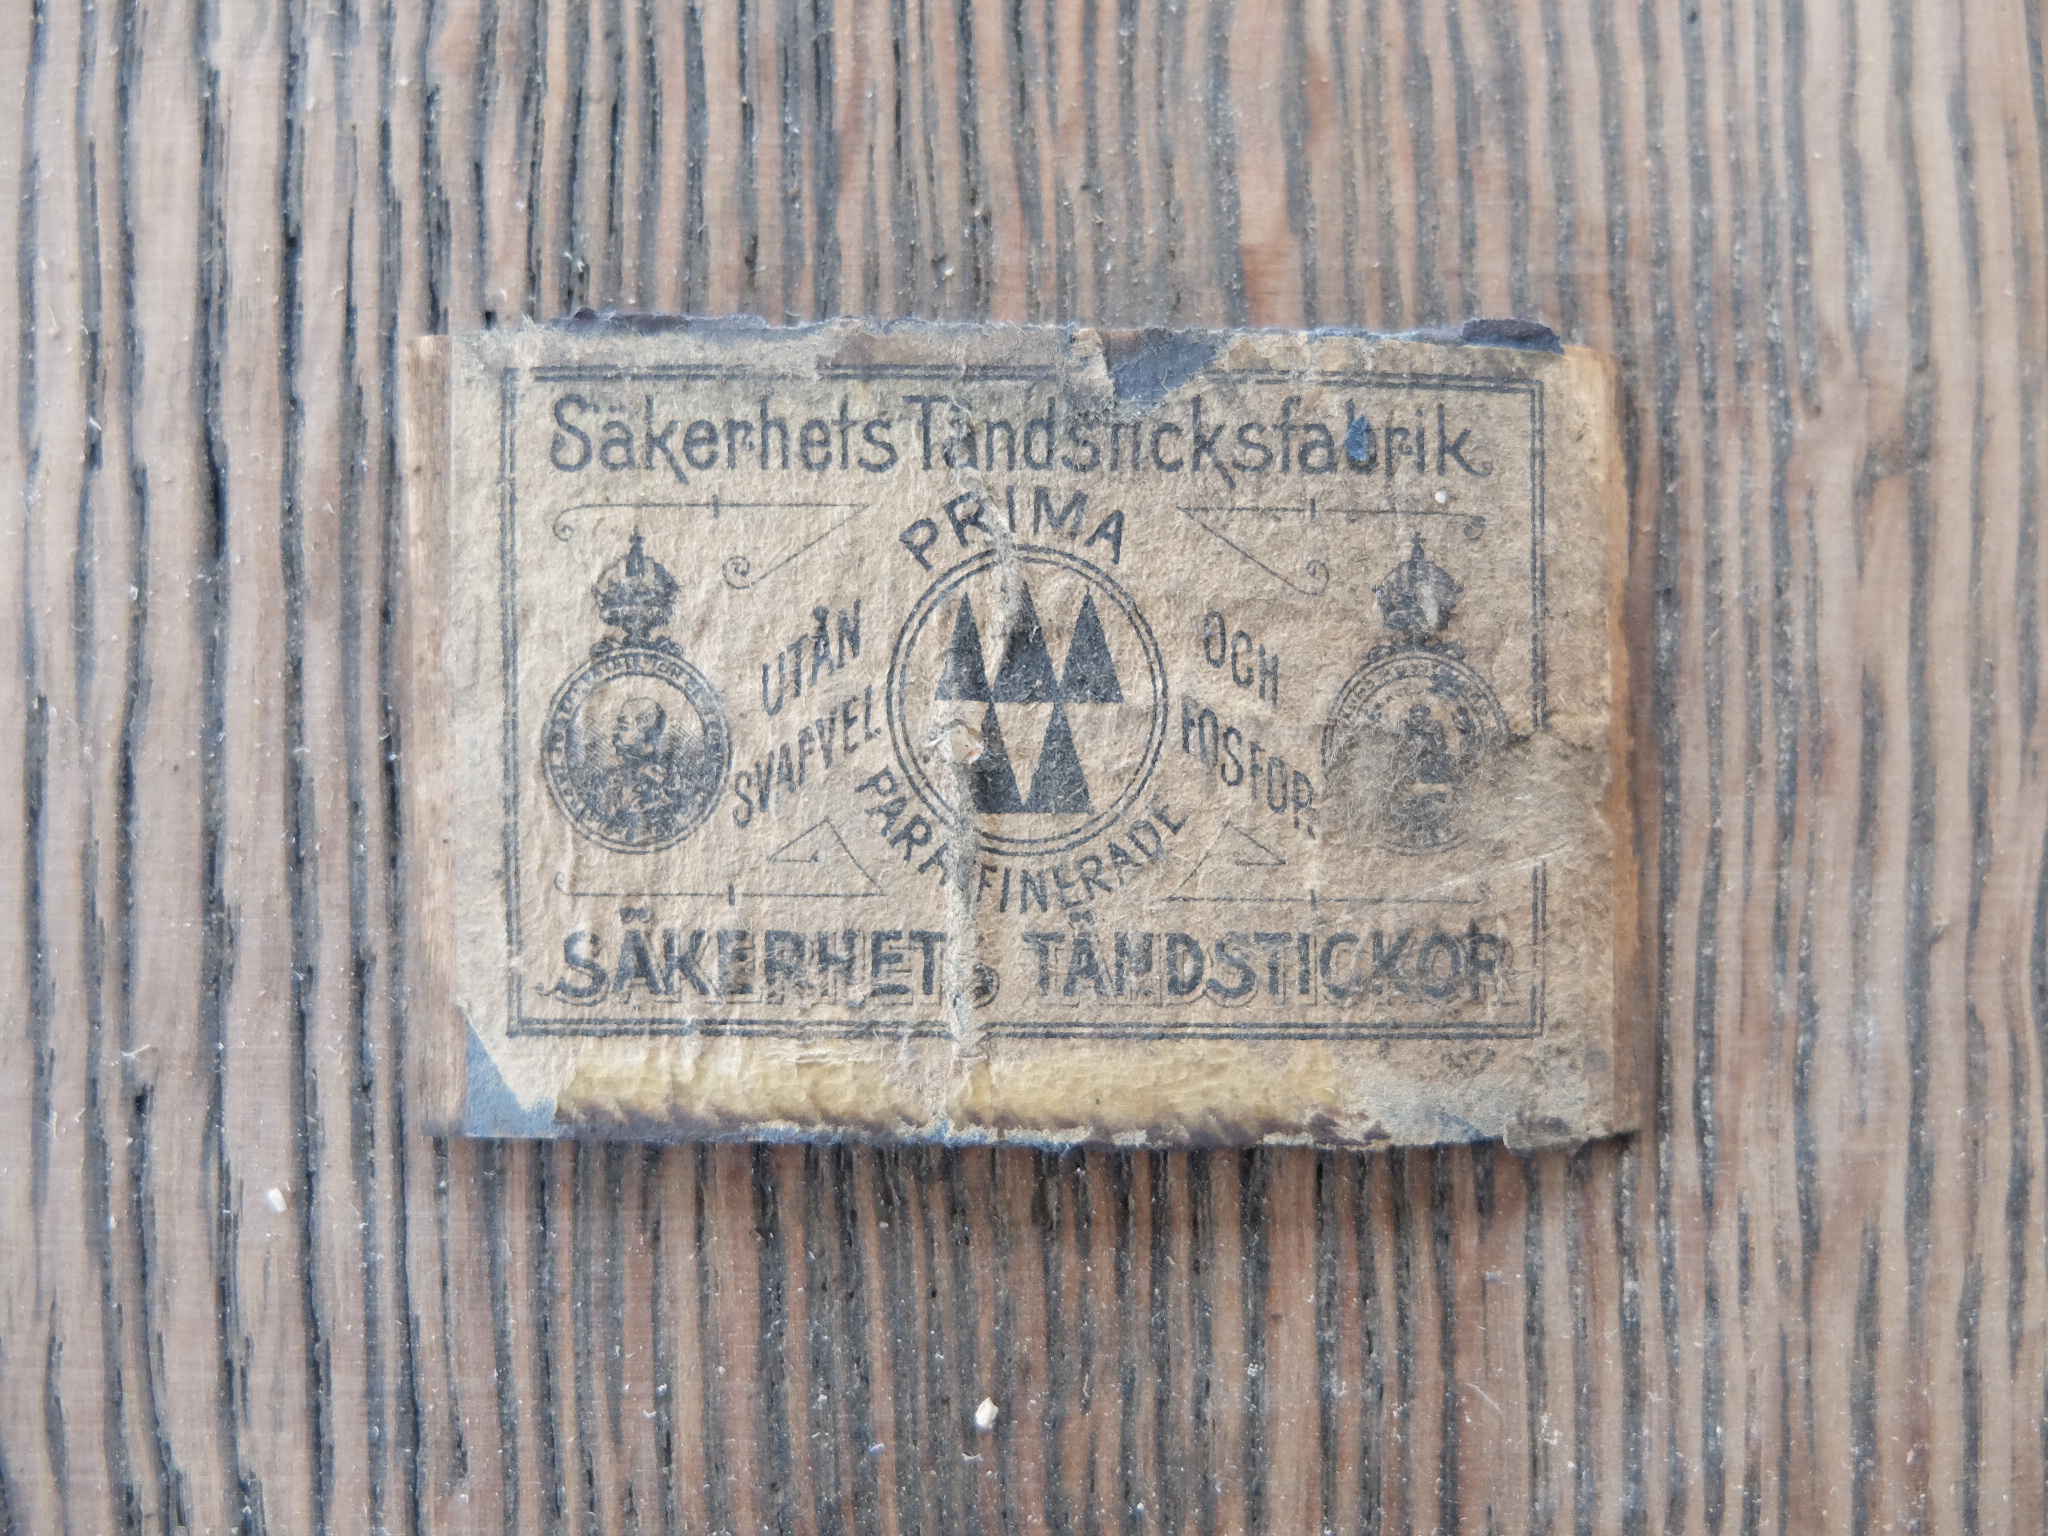 Säkerhets Tändsticksfabrik
PRIMA
UTAN
SVAFVEL
OCH
FOSFOR.
PARAFFINERADE
SÄKERHETS TÄNDSTICKOR